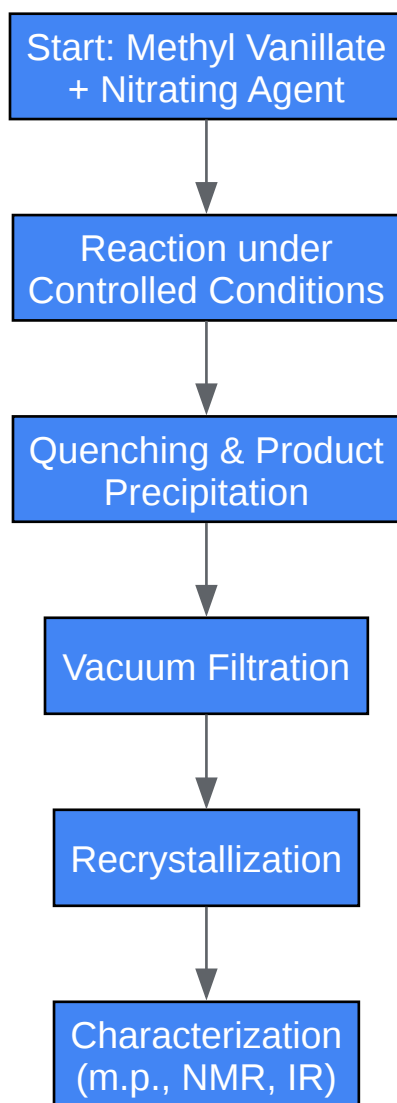 Start: Methyl Vanillate
+ Nitrating Agent
Reaction under
Controlled Conditions
Quenching & Product
Precipitation
Vacuum Filtration
Recrystallization
Characterization
(m.p., NMR, IR)